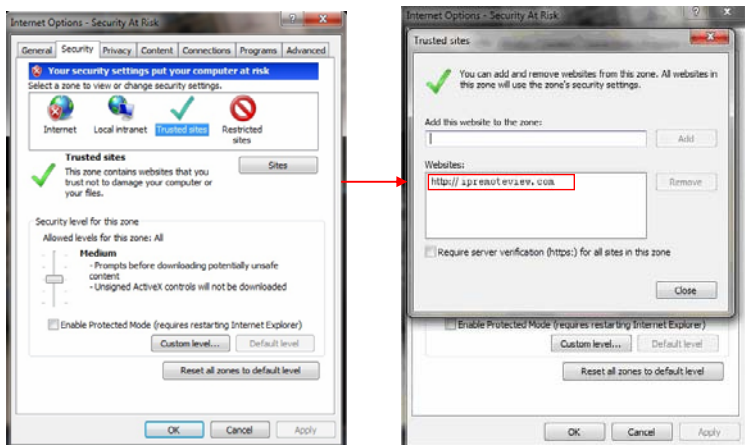 Internet Options - Security At Risk
General Security Privacy Content Connections Programs Advanced
Your security settings put your computer at risk
Select a zone to view or change security settings.
Internet Local intranet Trusted sites Restricted
sites
Trusted sites
Sites
This zone contains websites that you
trust not to damage your computer or
your files.
Security level for this zone
Allowed levels for this zone: All
Medium
- Prompts before downloading potentially unsafe
content
- Unsigned ActiveX controls will not be downloaded
Enable Protected Mode (requires restarting Internet Explorer)
Custom level... Default level
Reset all zones to default level
OK Cancel Apply
Internet Options - Security At Risk
Trusted sites
You can add and remove websites from this zone. All websites in
this zone will use the zone's security settings.
Add this website to the zone:
Add
Websites:
http://ipremoteview.com
Remove
Require server verification (https:) for all sites in this zone
Close
Enable Protected Mode (requires restarting Internet Explorer)
Custom level... Default level
Reset all zones to default level
OK Cancel Apply